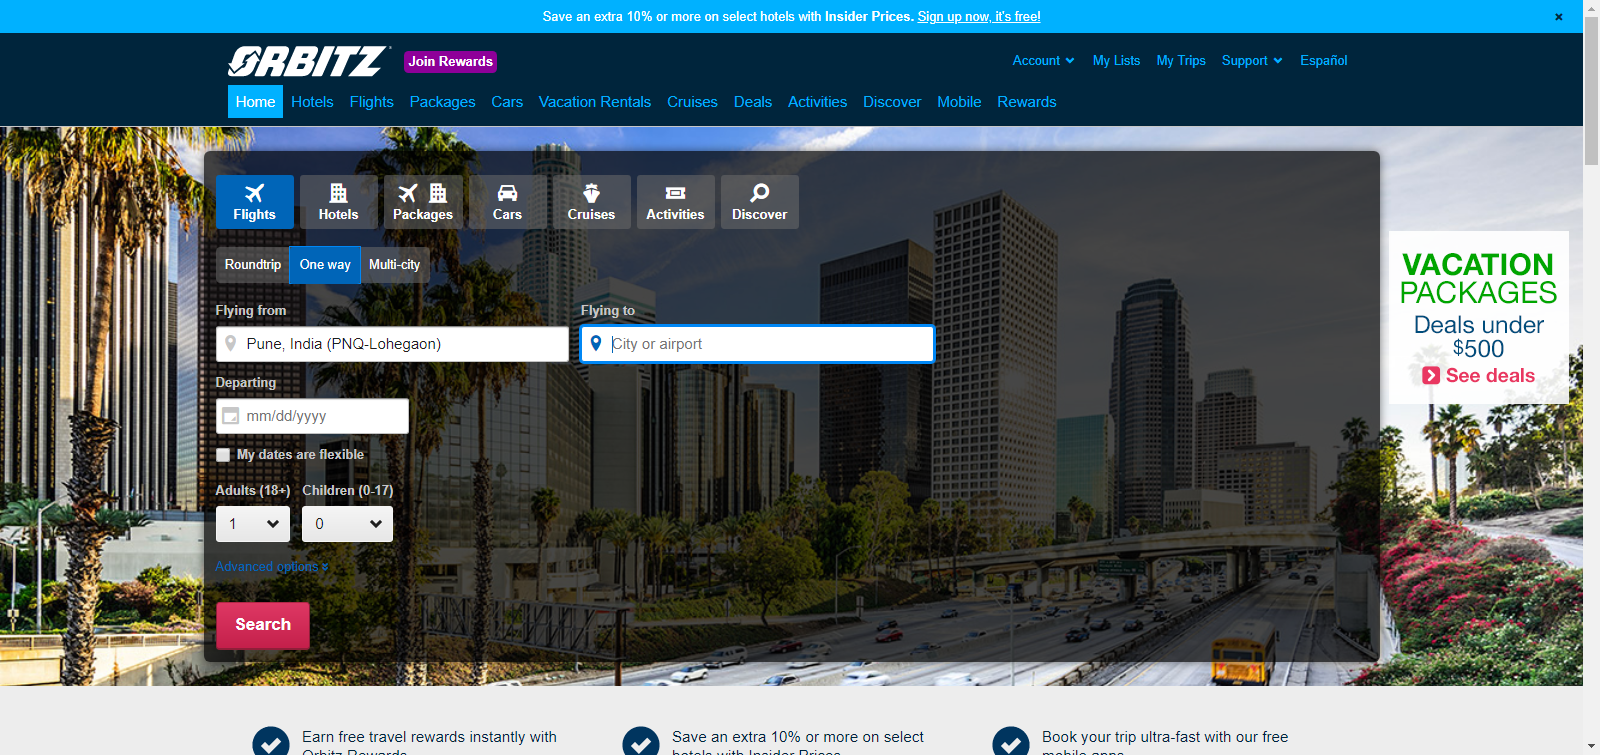 Save an extra 10% or more on select hotels with Insider Prices. Sign up now, it's free!
×
ORBITZ
Join Rewards
Account
My Lists
My Trips
Support
Español
Home
Hotels
Flights
Packages
Cars
Vacation Rentals
Cruises
Deals
Activities
Discover
Mobile
Rewards
Flights
Hotels
Packages
Cars
Cruises
Activities
Discover
Roundtrip
One way
Multi-city
Flying from
Flying to
Pune, India (PNQ-Lohegaon)
City or airport
Departing
mm/dd/yyyy
My dates are flexible
Adults (18+)
Children (0-17)
1
0
Advanced options
Search
VACATION
PACKAGES
Deals under
$500
See deals
Earn free travel rewards instantly with
Orbitz Rewards
Save an extra 10% or more on select
hotels with Insider Prices
Book your trip ultra-fast with our free
mobile apps